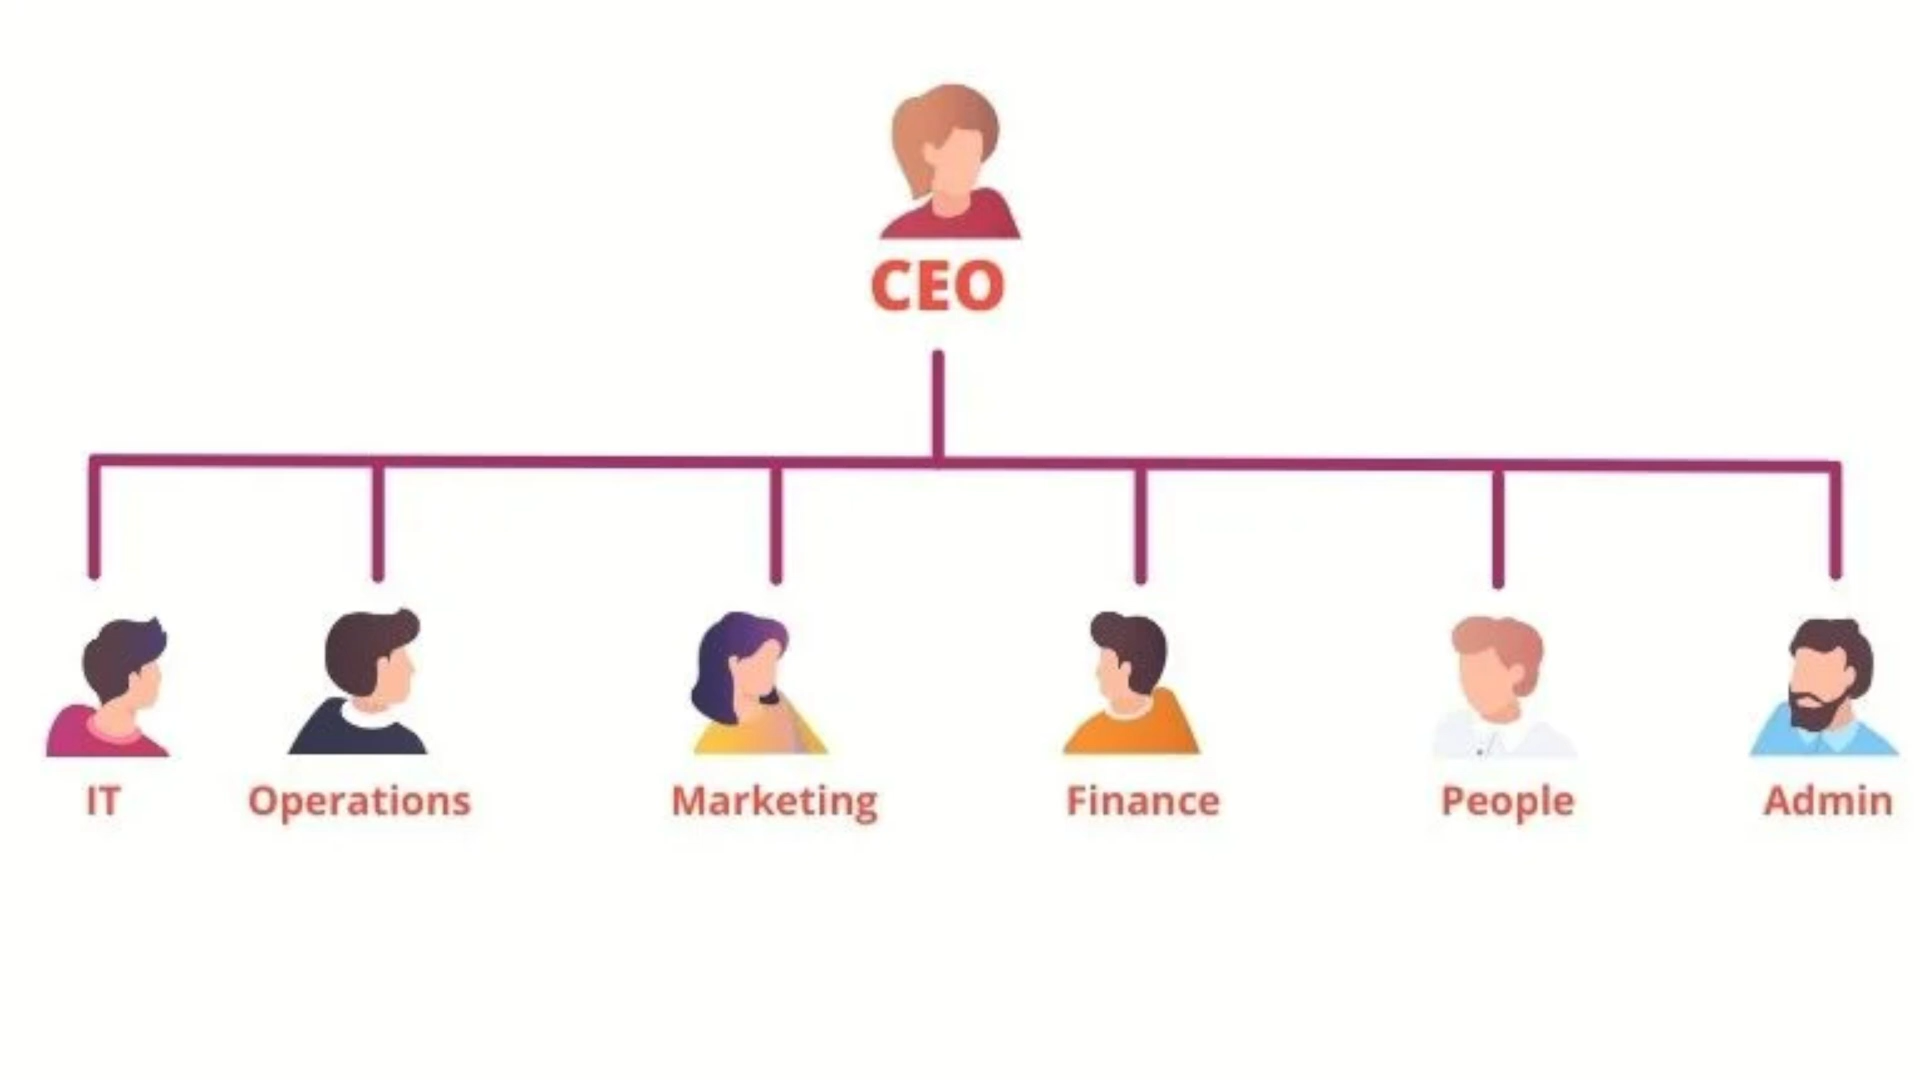 CEO
IT
Operations
Marketing
Finance
People
Admin